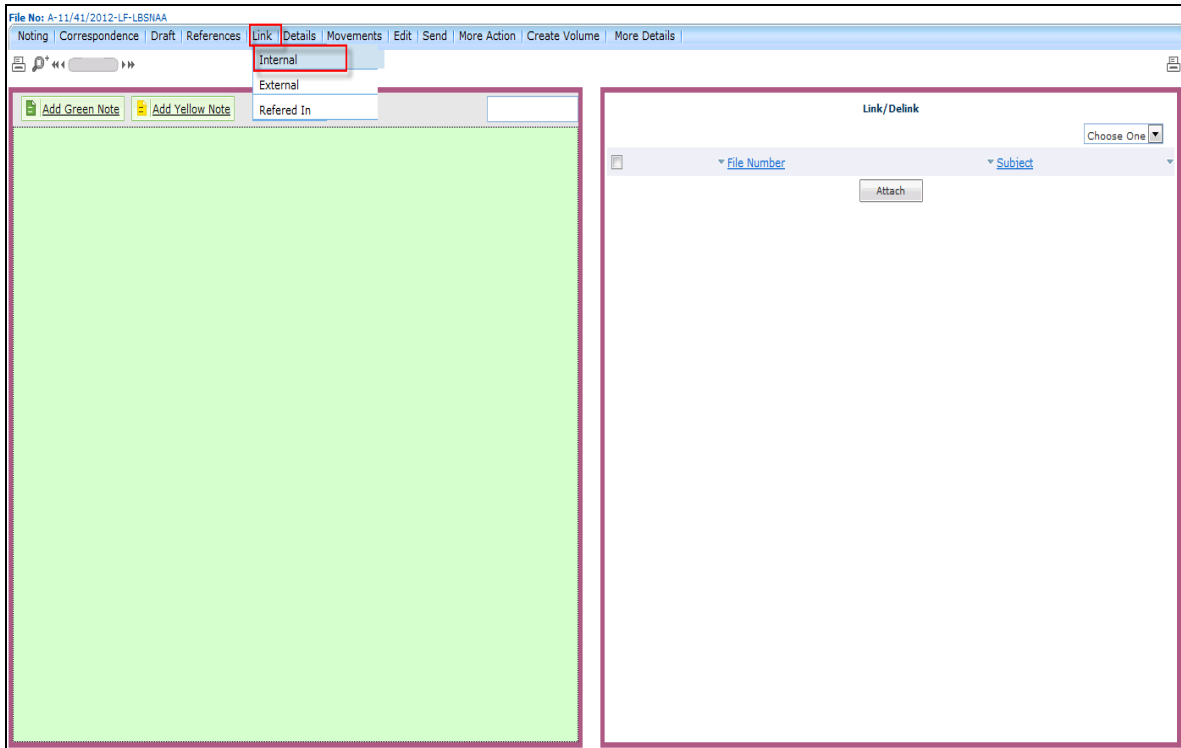 File No: A-11/41/2012-LF-LBSNAA
Noting | Correspondence | Draft | References | Link | Details | Movements | Edit | Send | More Action | Create Volume | More Details |
Internal
External
Refered In
Add Green Note Add Yellow Note
Link/Delink
Choose One
File Number Subject
Attach